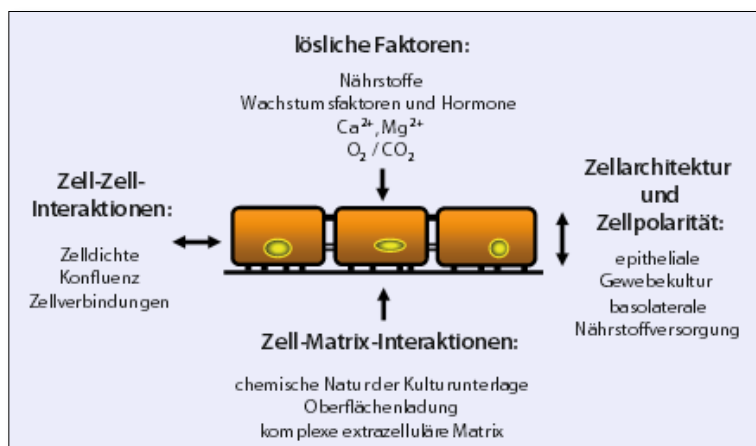 lösliche Faktoren:
Nährstoffe
Wachstumsfaktoren und Hormone
Ca²⁺, Mg²⁺
O₂ / CO₂
Zell-Zell-
Interaktionen:
Zelldichte
Konfluenz
Zellverbindungen
Zellarchitektur
und
Zellpolarität:
epitheliale
Gewebekultur
basolaterale
Nährstoffversorgung
Zell-Matrix-Interaktionen:
chemische Natur der Kulturunterlage
Oberflächenladung
komplexe extrazelluläre Matrix